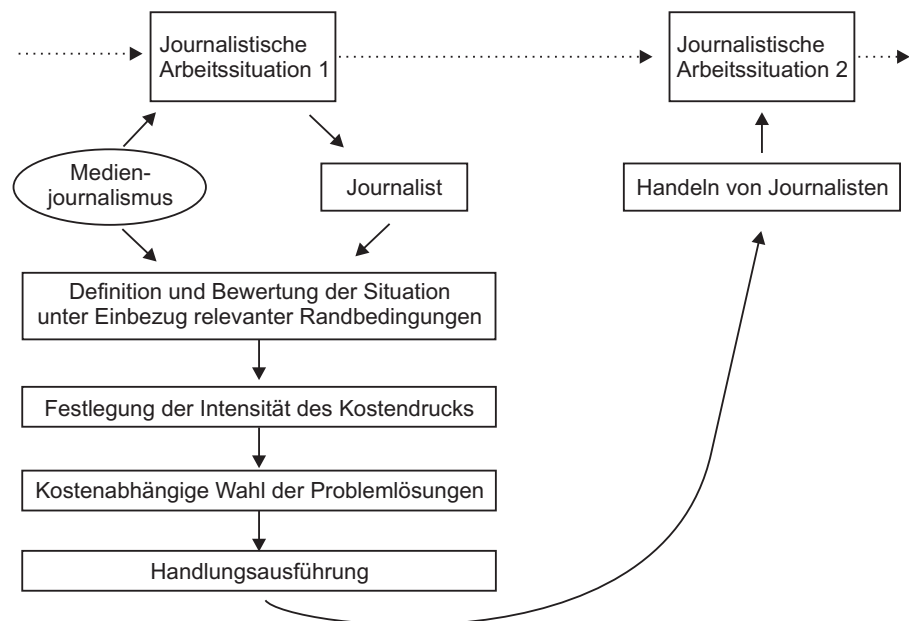 Journalistische
Arbeitssituation 1
Journalistische
Arbeitssituation 2
Medien-
journalismus
Journalist
Handeln von Journalisten
Definition und Bewertung der Situation
unter Einbezug relevanter Randbedingungen
Festlegung der Intensität des Kostendrucks
Kostenabhängige Wahl der Problemlösungen
Handlungsausführung